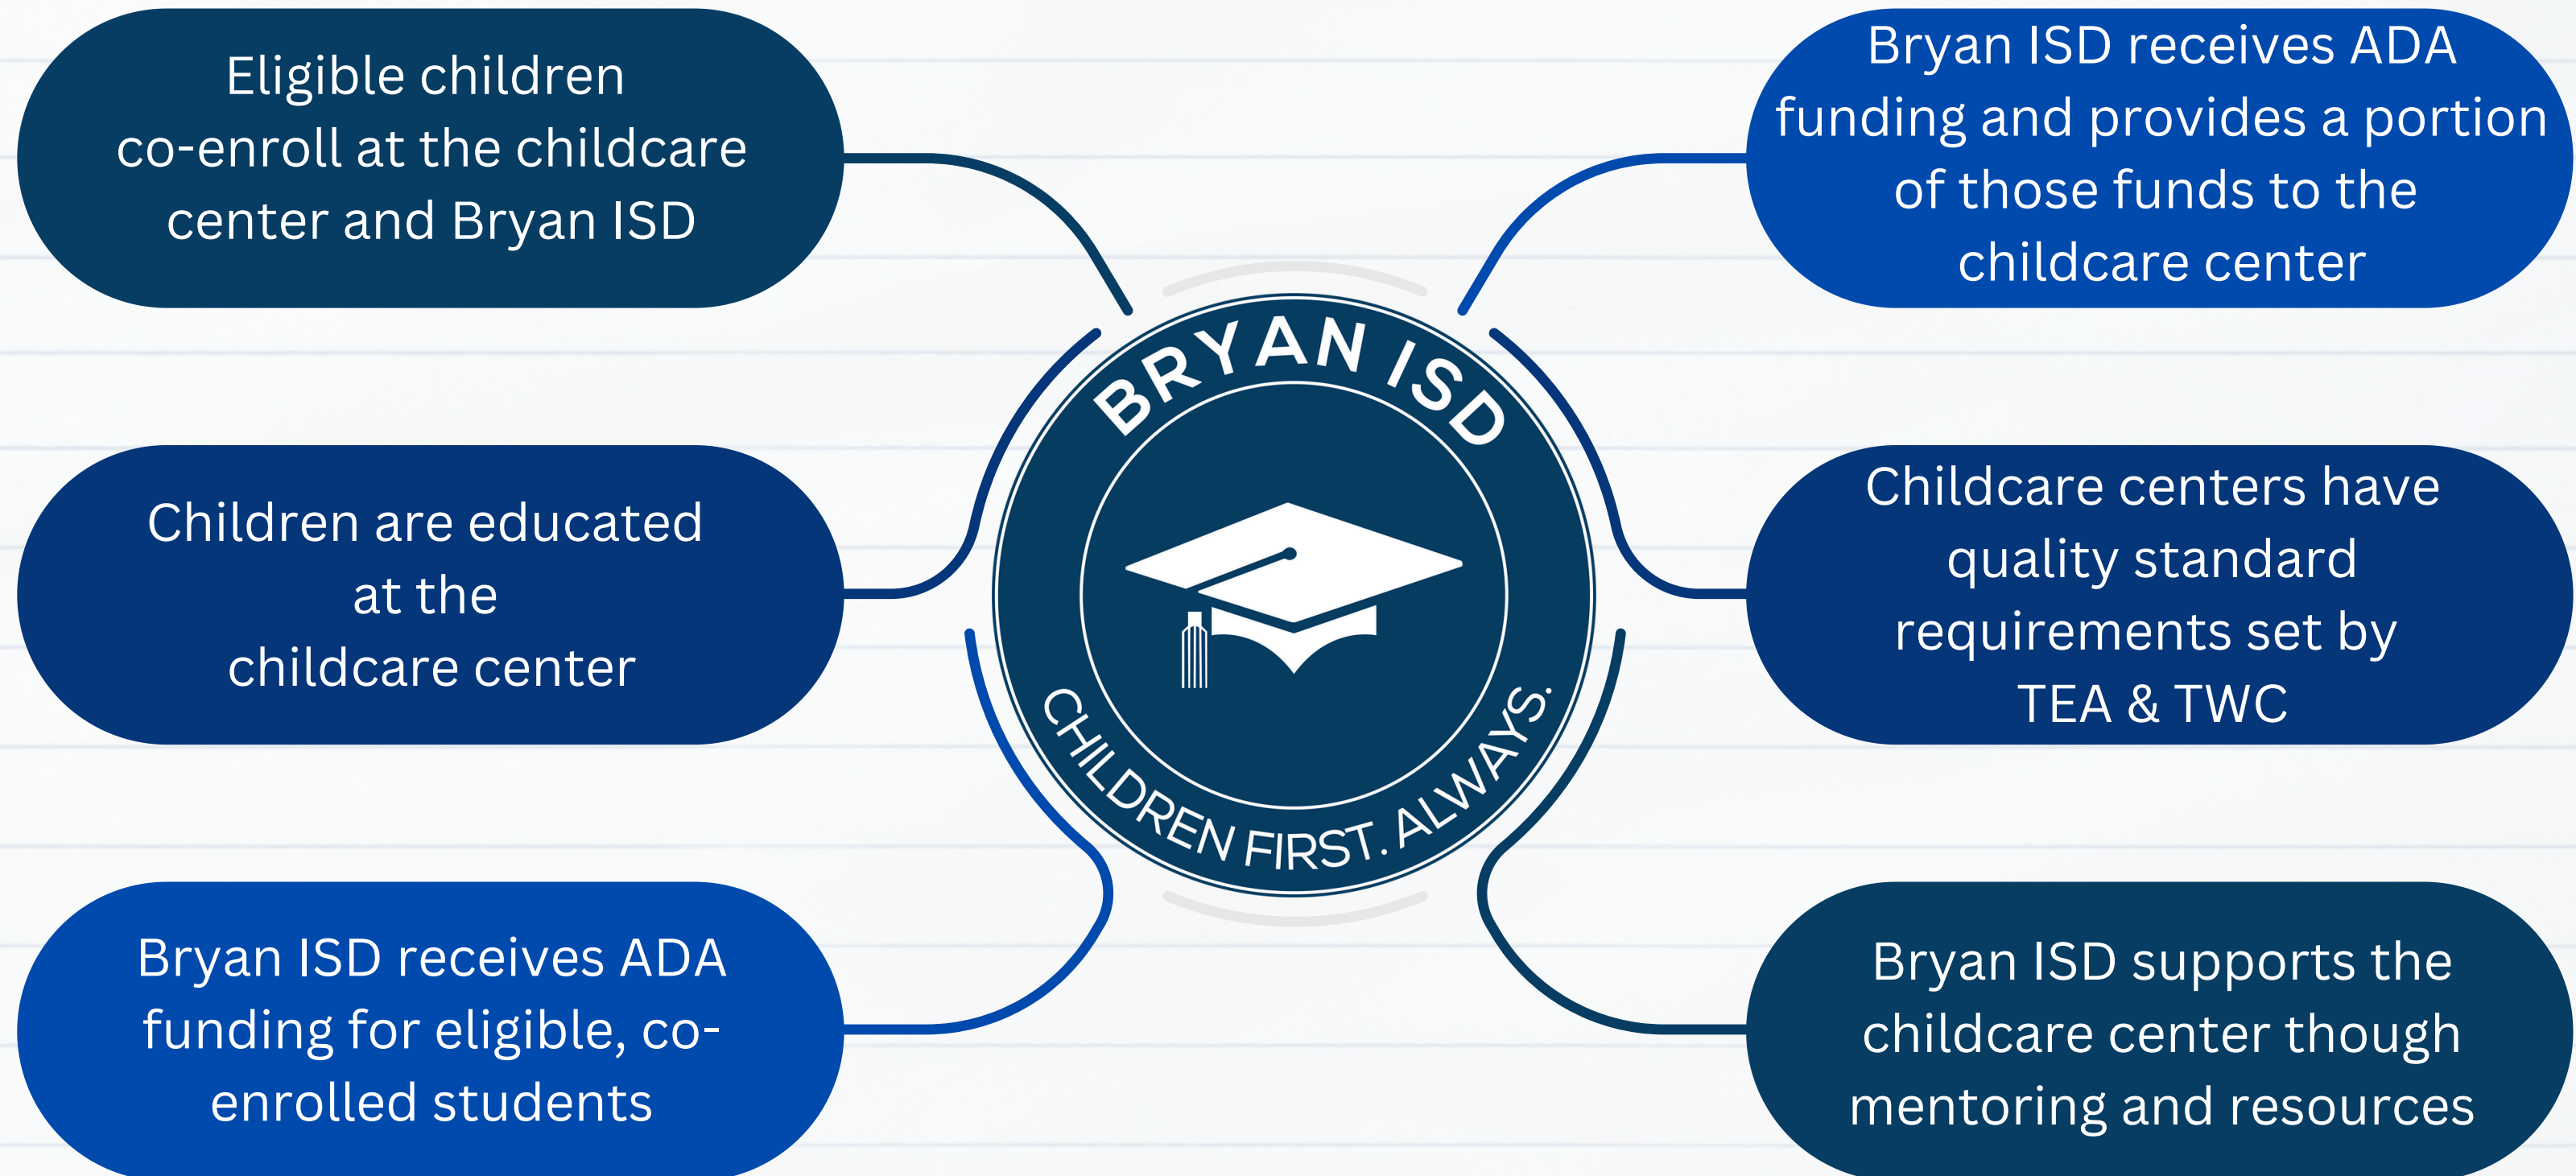 Eligible children
co-enroll at the childcare
center and Bryan ISD
Children are educated
at the
childcare center
Bryan ISD receives ADA
funding for eligible, co-
enrolled students
BRYAN ISD
CHILDREN FIRST. ALWAYS.
Bryan ISD receives ADA
funding and provides a portion
of those funds to the
childcare center
Childcare centers have
quality standard
requirements set by
TEA & TWC
Bryan ISD supports the
childcare center though
mentoring and resources